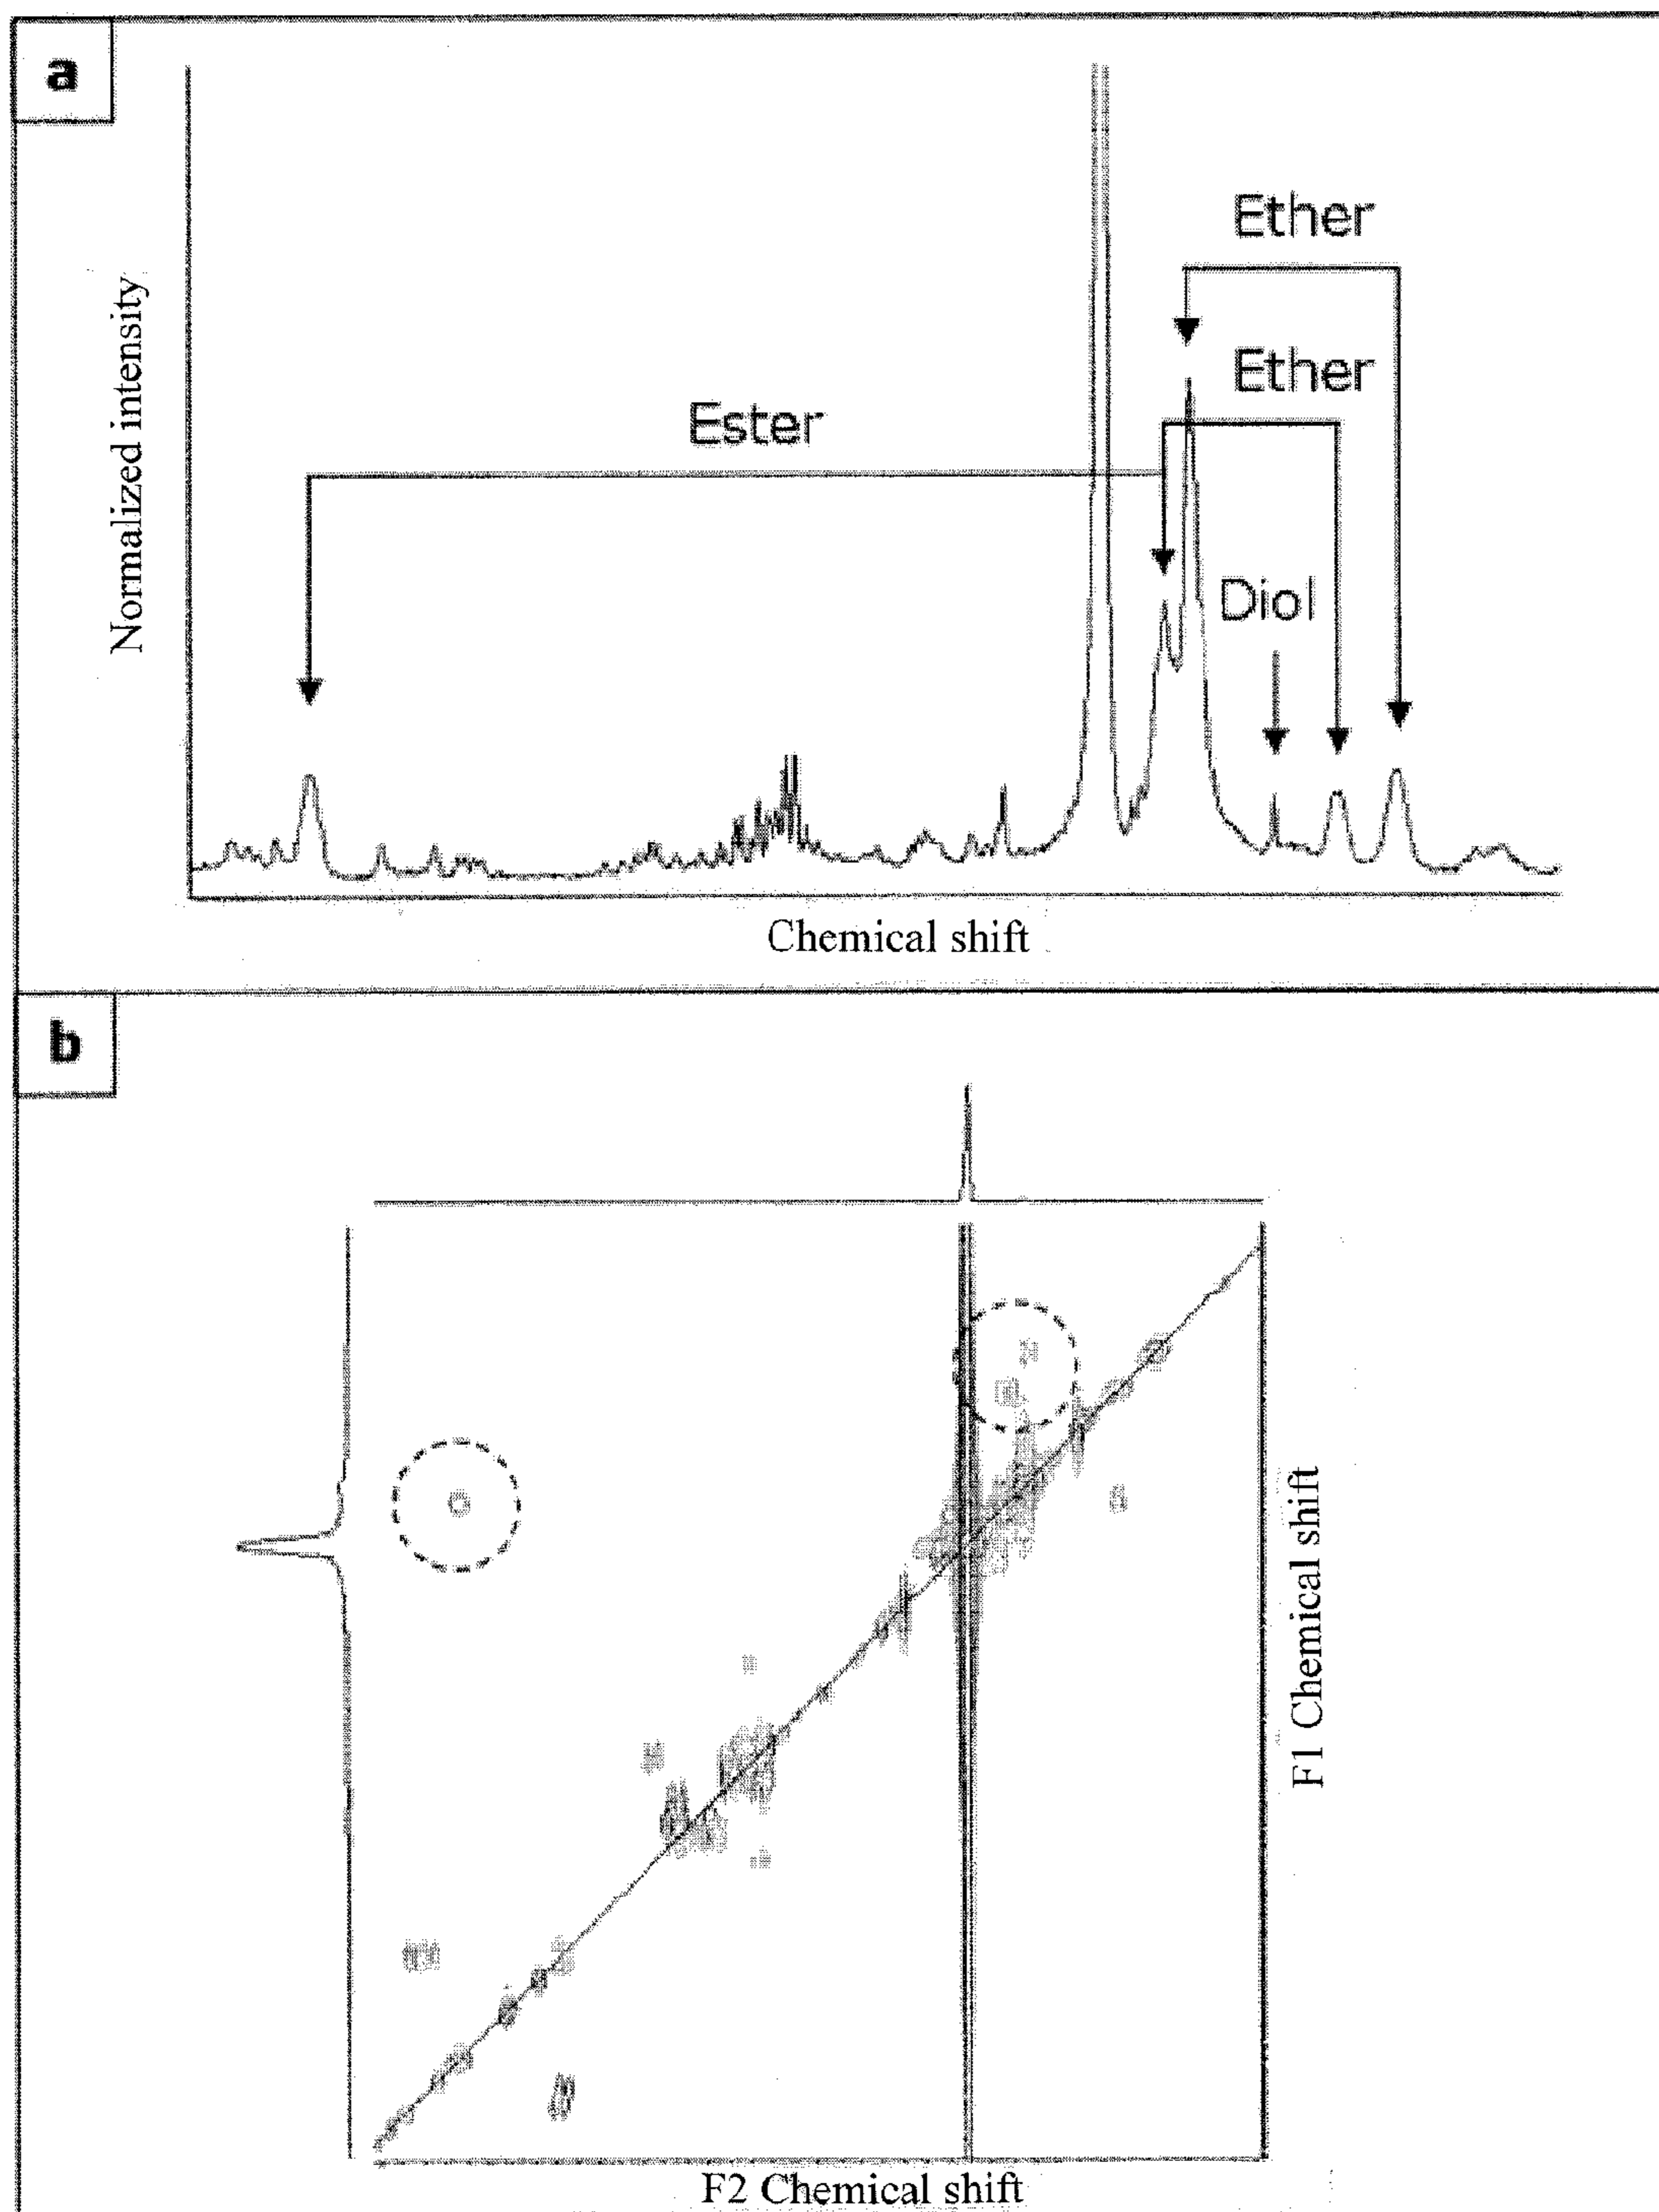 a
Normalized intensity
Ether
Ether
Ester
Diol
Chemical shift
b
F1 Chemical shift
F2 Chemical shift